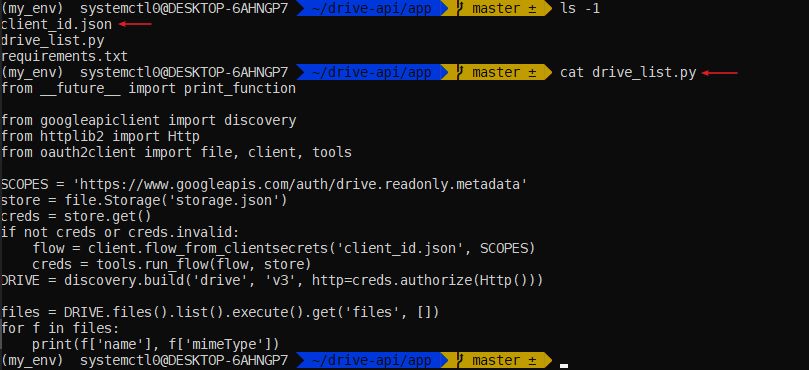 (my_env)  systemctl0@DESKTOP-6AHNGP7  ~/drive-api/app  master ±  ls -1
client_id.json
drive_list.py
requirements.txt
(my_env)  systemctl0@DESKTOP-6AHNGP7  ~/drive-api/app  master ±  cat drive_list.py
from __future__ import print_function

from googleapiclient import discovery
from httplib2 import Http
from oauth2client import file, client, tools

SCOPES = 'https://www.googleapis.com/auth/drive.readonly.metadata'
store = file.Storage('storage.json')
creds = store.get()
if not creds or creds.invalid:
    flow = client.flow_from_clientsecrets('client_id.json', SCOPES)
    creds = tools.run_flow(flow, store)
DRIVE = discovery.build('drive', 'v3', http=creds.authorize(Http()))

files = DRIVE.files().list().execute().get('files', [])
for f in files:
    print(f['name'], f['mimeType'])
(my_env)  systemctl0@DESKTOP-6AHNGP7  ~/drive-api/app  master ±